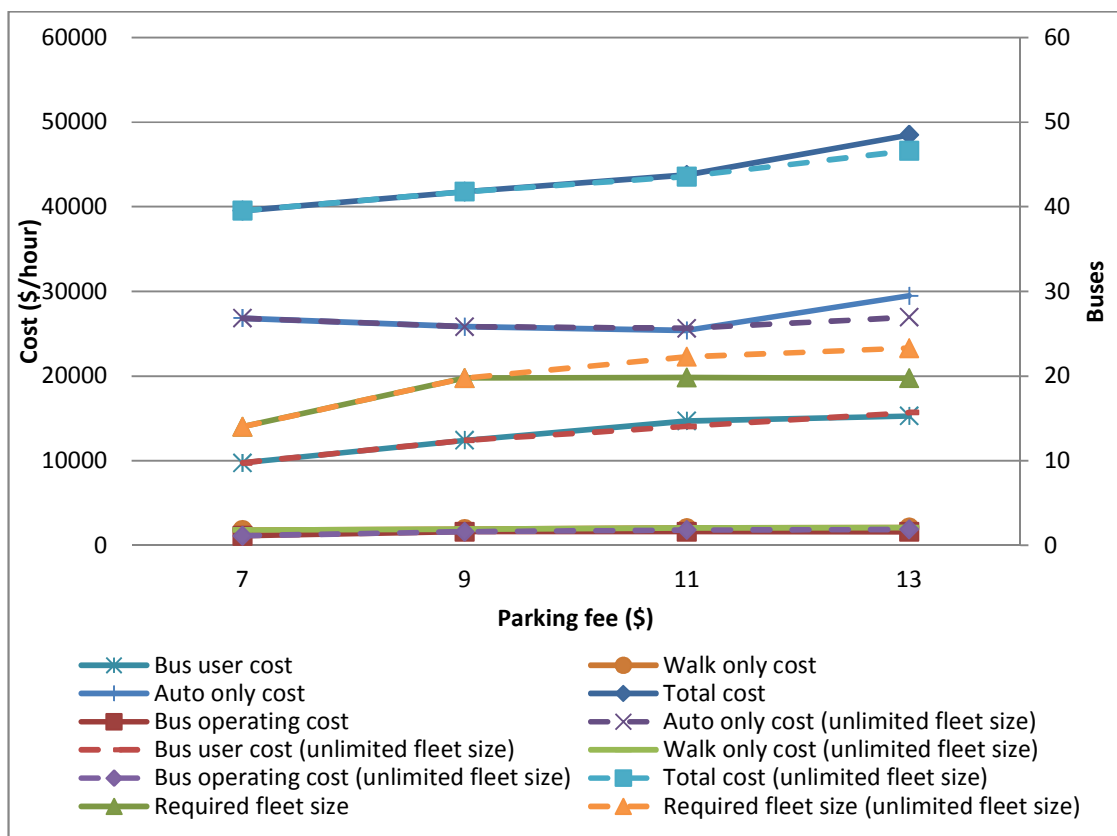 60000 60
50000 50
40000 40
30000 30
20000 20
10000 10
0 0
Cost ($/hour)
Buses
7 9 11 13
Parking fee ($)
Bus user cost Walk only cost
Auto only cost Total cost
Bus operating cost Auto only cost (unlimited fleet size)
Bus user cost (unlimited fleet size) Walk only cost (unlimited fleet size)
Bus operating cost (unlimited fleet size) Total cost (unlimited fleet size)
Required fleet size Required fleet size (unlimited fleet size)